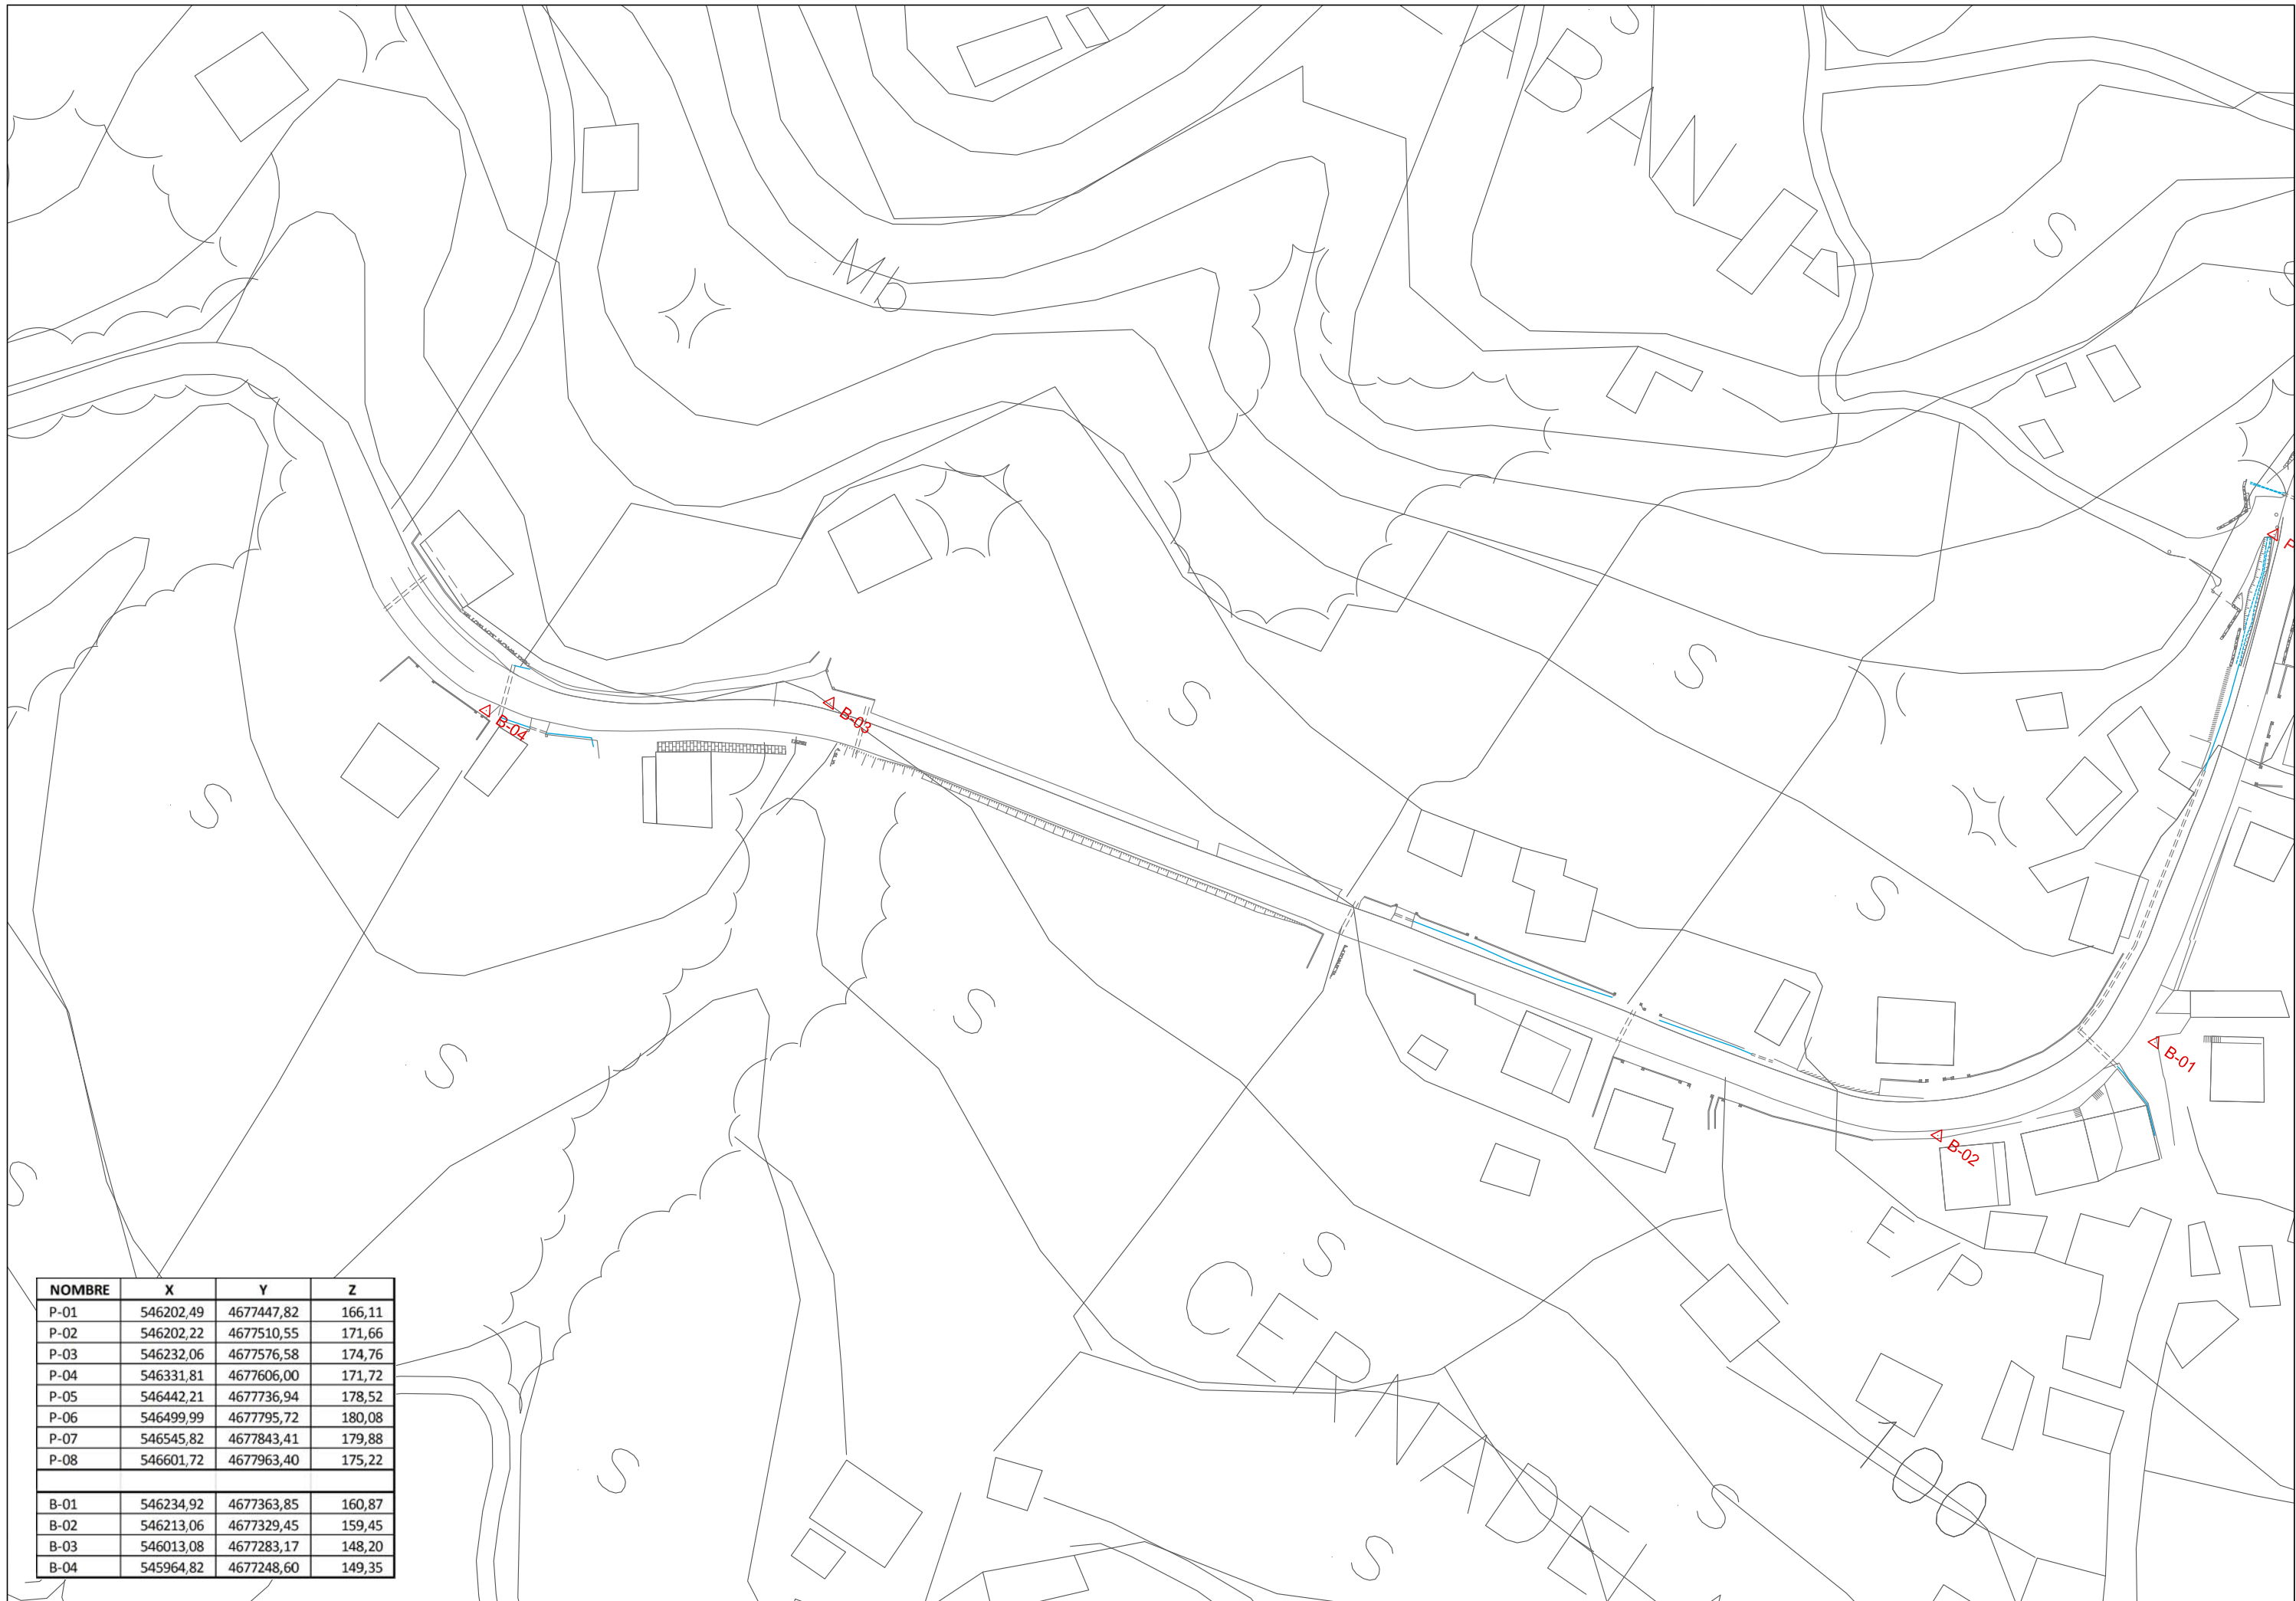 S
ABANTA
S
S
MD
P
S
S
B-03
B-04
S
S
S
S
B-01
B-02
S
S
EP
CERNADE
100
S
S
S
NOMBRE X Y Z
P-01 546202,49 4677447,82 166,11
P-02 546202,22 4677510,55 171,66
P-03 546232,06 4677576,58 174,76
P-04 546331,81 4677606,00 171,72
P-05 546442,21 4677736,94 178,52
P-06 546499,99 4677795,72 180,08
P-07 546545,82 4677843,41 179,88
P-08 546601,72 4677963,40 175,22
B-01 546234,92 4677363,85 160,87
B-02 546213,06 4677329,45 159,45
B-03 546013,08 4677283,17 148,20
B-04 545964,82 4677248,60 149,35